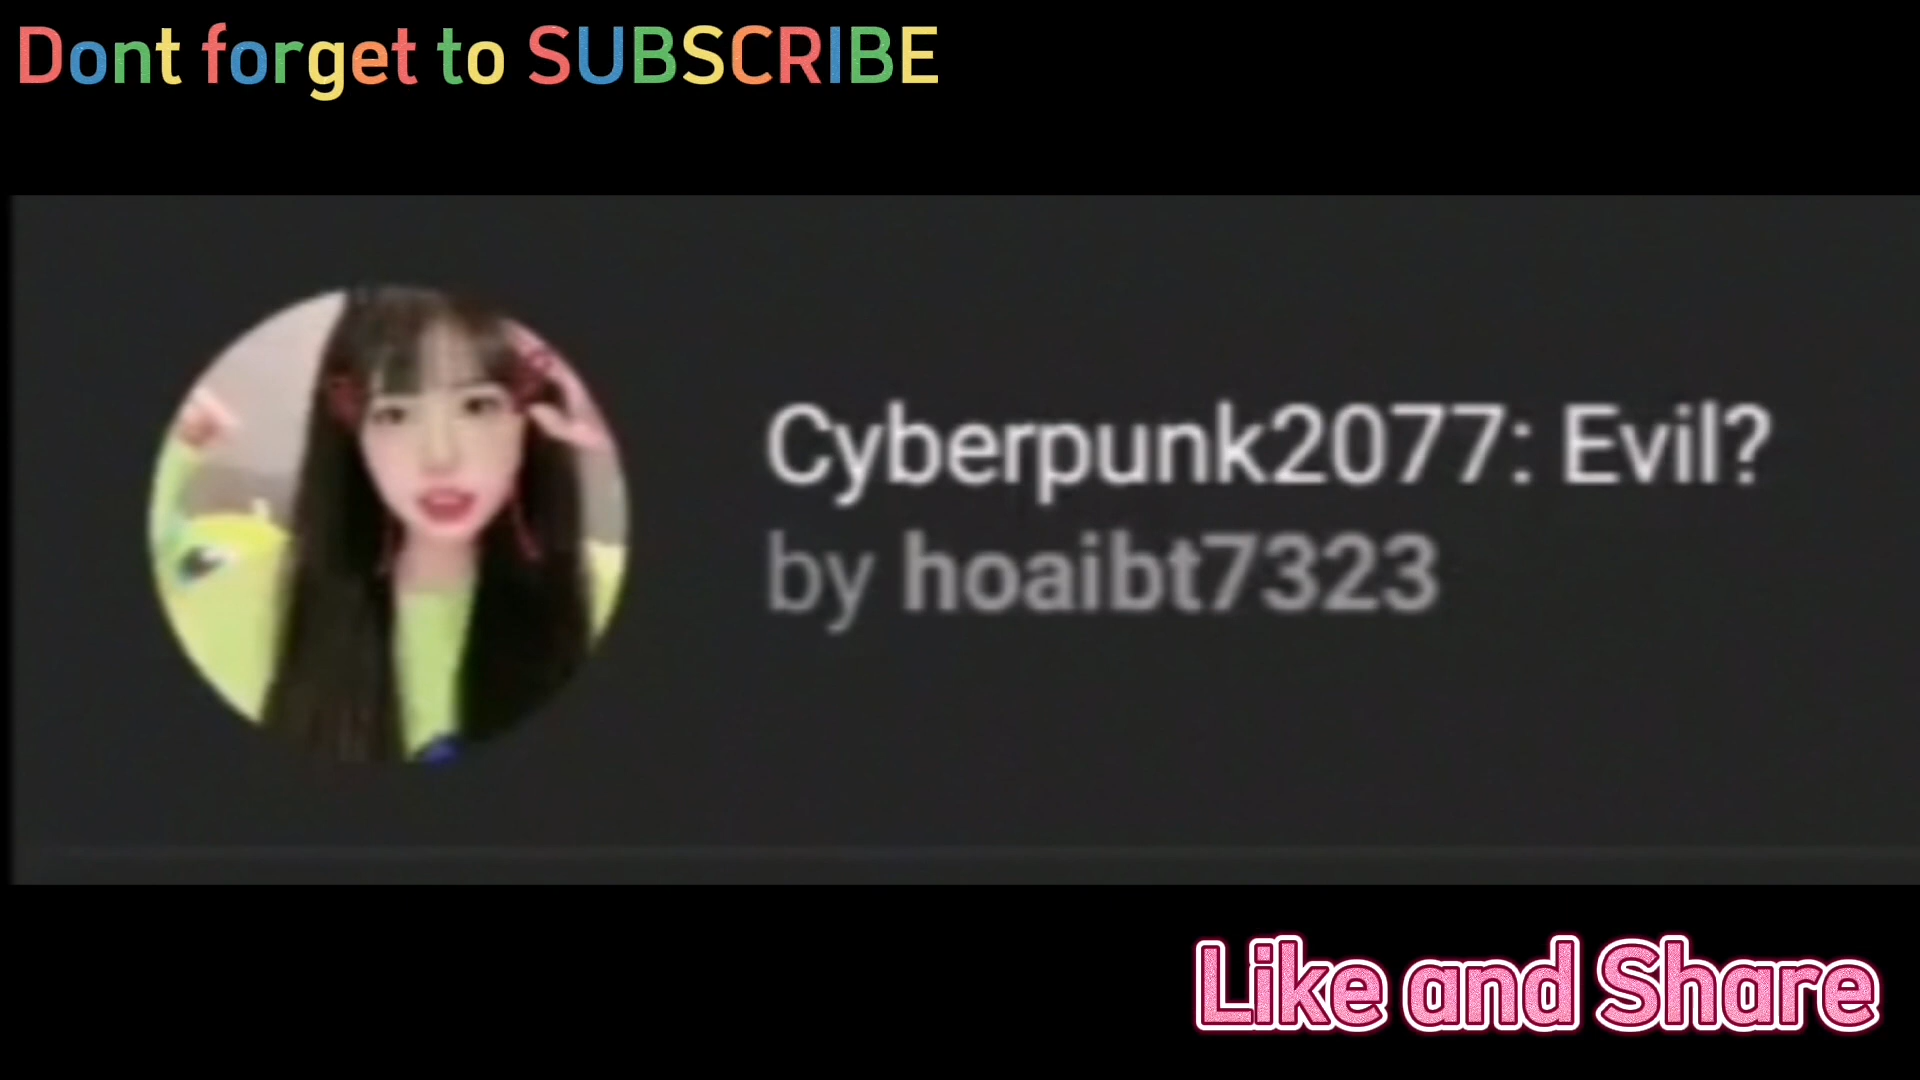 Dont forget to SUBSCRIBE
Cyberpunk2077: Evil?
by hoaibt7323
Like and Share